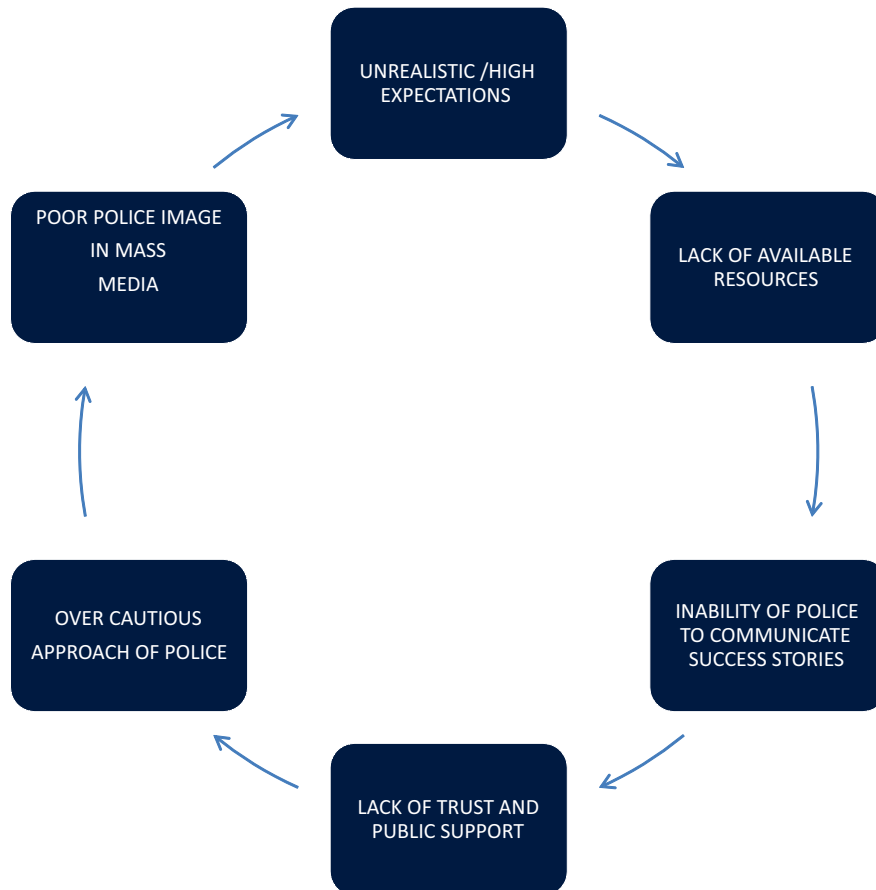 UNREALISTIC /HIGH
EXPECTATIONS
LACK OF AVAILABLE
RESOURCES
INABILITY OF POLICE
TO COMMUNICATE
SUCCESS STORIES
LACK OF TRUST AND
PUBLIC SUPPORT
OVER CAUTIOUS
APPROACH OF POLICE
POOR POLICE IMAGE
IN MASS
MEDIA